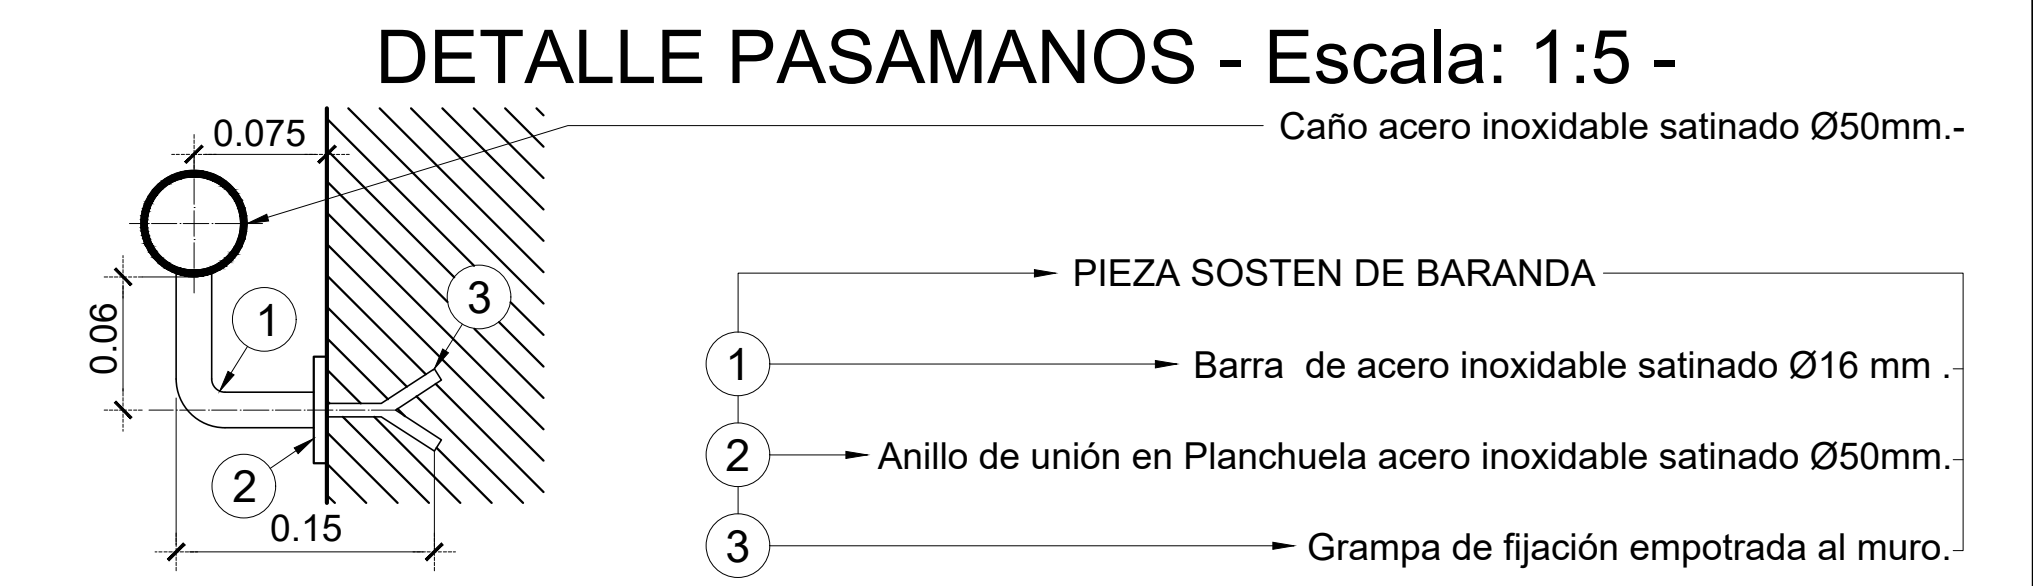 DETALLE PASAMANOS - Escala: 1:5 -
0.075
Caño acero inoxidable satinado Ø50mm.-
0.06
1
3
2
0.15
PIEZA SOSTEN DE BARANDA
1 Barra de acero inoxidable satinado Ø16 mm .
2 Anillo de unión en Planchuela acero inoxidable satinado Ø50mm.
3 Grampa de fijación empotrada al muro.